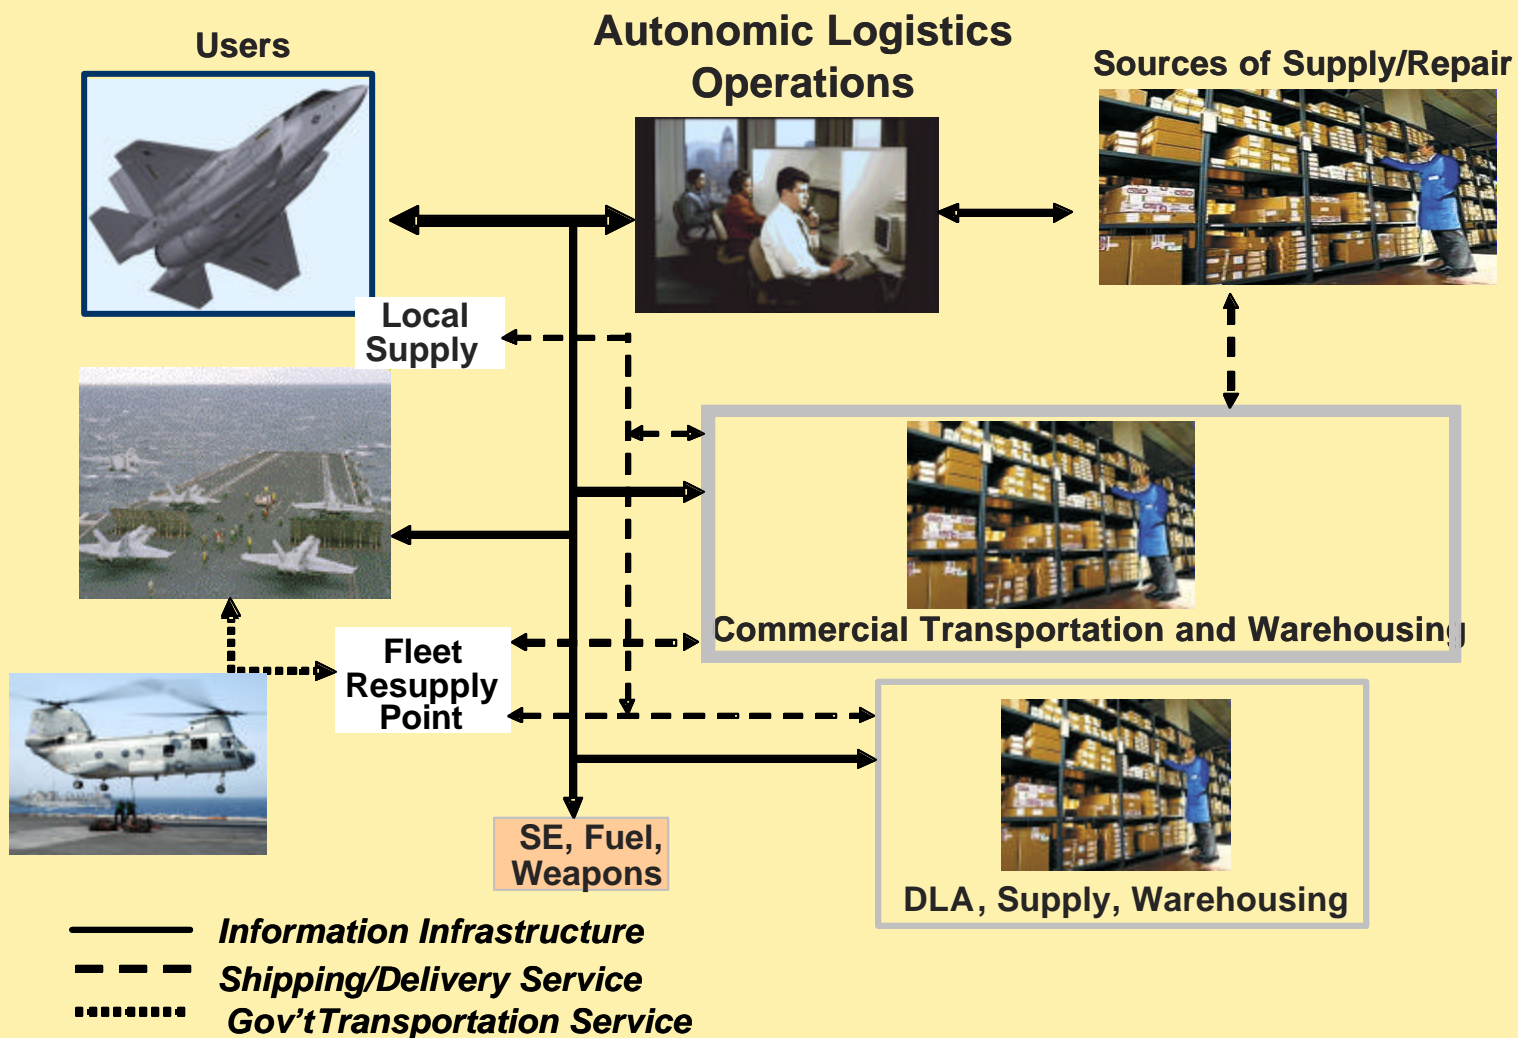 Users
Autonomic Logistics
Operations
Sources of Supply/Repair
Local
Supply
Commercial Transportation and Warehousing
Fleet
Resupply
Point
SE, Fuel,
Weapons
DLA, Supply, Warehousing
Information Infrastructure
Shipping/Delivery Service
Gov'tTransportation Service